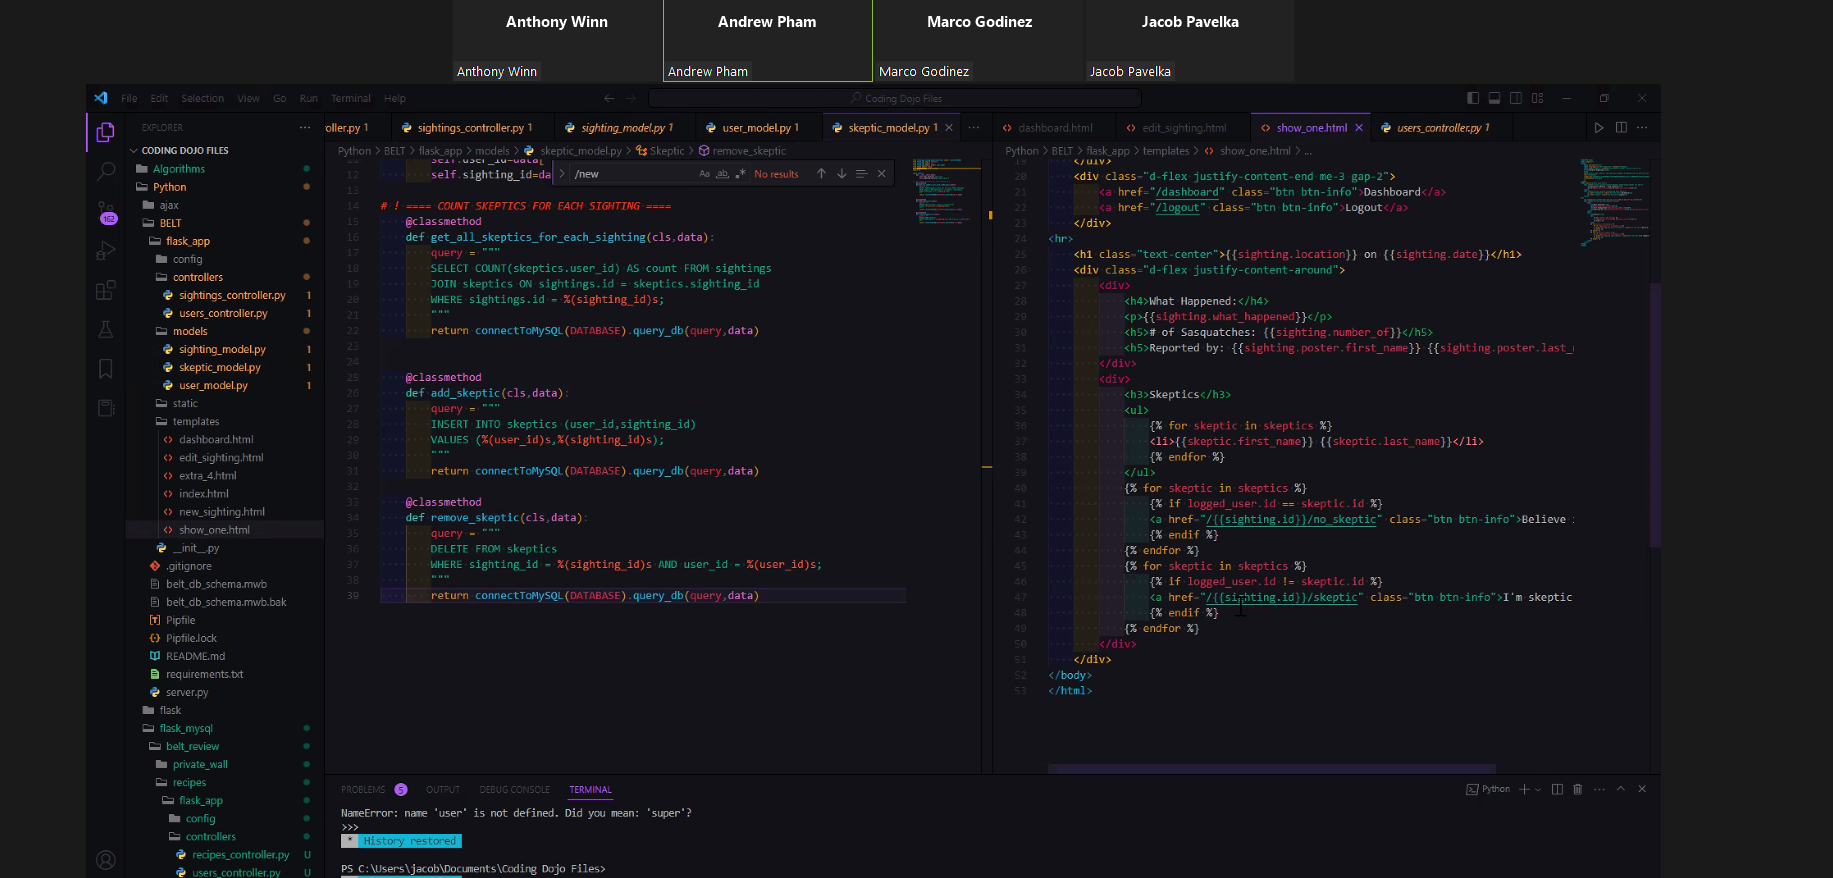 Anthony Winn
Andrew Pham
Marco Godinez
Jacob Pavelka
Anthony Winn
Andrew Pham
Marco Godinez
Jacob Pavelka
File Edit Selection View Go Run Terminal Help
Coding Dojo Files
EXPLORER
CODING DOJO FILES
Algorithms
Python
ajax
BELT
flask_app
config
controllers
sightings_controller.py 1
users_controller.py 1
models
sighting_model.py 1
skeptic_model.py 1
user_model.py 1
static
templates
dashboard.html
edit_sighting.html
extra_4.html
index.html
new_sighting.html
show_one.html
__init__.py
.gitignore
belt_db_schema.mwb
belt_db_schema.mwb.bak
Pipfile
Pipfile.lock
README.md
requirements.txt
server.py
flask
flask_mysql
belt_review
private_wall
recipes
flask_app
config
controllers
recipes_controller.py U
users_controller.py U
162
oller.py 1 sightings_controller.py 1 sighting_model.py 1 user_model.py 1 skeptic_model.py 1
Python > BELT > flask_app > models > skeptic_model.py > Skeptic > remove_skeptic
/new Aa ab No results
self.user_id=data[
12 self.sighting_id=da
13
14 # ! ==== COUNT SKEPTICS FOR EACH SIGHTING ====
15 @classmethod
16 def get_all_skeptics_for_each_sighting(cls,data):
17 query = """
18 SELECT COUNT(skeptics.user_id) AS count FROM sightings
19 JOIN skeptics ON sightings.id = skeptics.sighting_id
20 WHERE sightings.id = %(sighting_id)s;
21 """
22 return connectToMySQL(DATABASE).query_db(query,data)
23
24
25 @classmethod
26 def add_skeptic(cls,data):
27 query = """
28 INSERT INTO skeptics (user_id,sighting_id)
29 VALUES (%(user_id)s,%(sighting_id)s);
30 """
31 return connectToMySQL(DATABASE).query_db(query,data)
32
33 @classmethod
34 def remove_skeptic(cls,data):
35 query = """
36 DELETE FROM skeptics
37 WHERE sighting_id = %(sighting_id)s AND user_id = %(user_id)s;
38 """
39 return connectToMySQL(DATABASE).query_db(query,data)
dashboard.html edit_sighting.html show_one.html users_controller.py 1
Python > BELT > flask_app > templates > show_one.html > ...
19 </div>
20 <div class="d-flex justify-content-end me-3 gap-2">
21 <a href="/dashboard" class="btn btn-info">Dashboard</a>
22 <a href="/logout" class="btn btn-info">Logout</a>
23 </div>
24 <hr>
25 <h1 class="text-center">{{sighting.location}} on {{sighting.date}}</h1>
26 <div class="d-flex justify-content-around">
27 <div>
28 <h4>What Happened:</h4>
29 <p>{{sighting.what_happened}}</p>
30 <h5># of Sasquatches: {{sighting.number_of}}</h5>
31 <h5>Reported by: {{sighting.poster.first_name}} {{sighting.poster.last_
32 </div>
33 <div>
34 <h3>Skeptics</h3>
35 <ul>
36 {% for skeptic in skeptics %}
37 <li>{{skeptic.first_name}} {{skeptic.last_name}}</li>
38 {% endfor %}
39 </ul>
40 {% for skeptic in skeptics %}
41 {% if logged_user.id == skeptic.id %}
42 <a href="/{{sighting.id}}/no_skeptic" class="btn btn-info">Believe
43 {% endif %}
44 {% endfor %}
45 {% for skeptic in skeptics %}
46 {% if logged_user.id != skeptic.id %}
47 <a href="/{{sighting.id}}/skeptic" class="btn btn-info">I'm skeptic
48 {% endif %}
49 {% endfor %}
50 </div>
51 </div>
52 </body>
53 </html>
PROBLEMS 5 OUTPUT DEBUG CONSOLE TERMINAL
Python
NameError: name 'user' is not defined. Did you mean: 'super'?
>>>
* History restored
PS C:\Users\jacob\Documents\Coding Dojo Files>